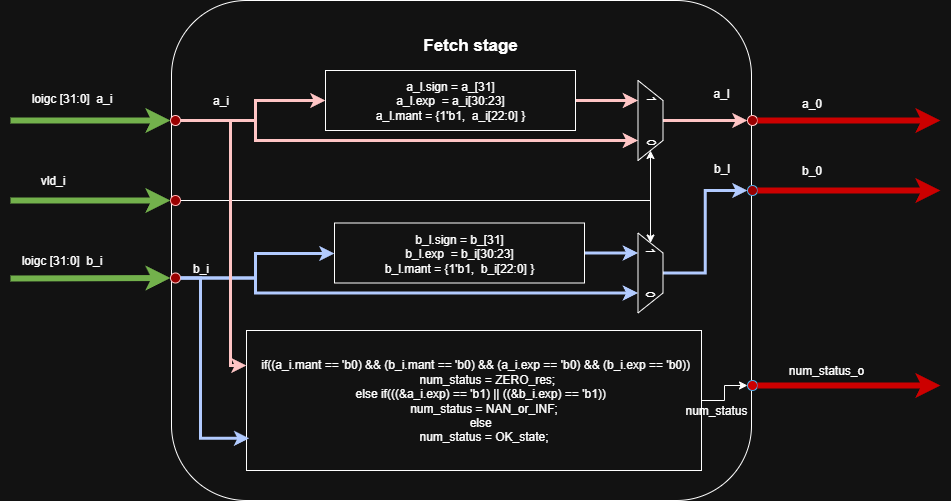 Fetch stage
loigc [31:0] a_i
a_i
a_l.sign = a_[31]
a_l.exp = a_i[30:23]
a_l.mant = {1'b1, a_i[22:0] }
1
0
a_l
a_0
vld_i
b_l
b_0
loigc [31:0] b_i
b_i
b_l.sign = b_[31]
b_l.exp = b_i[30:23]
b_l.mant = {1'b1, b_i[22:0] }
1
0
if((a_i.mant == 'b0) && (b_i.mant == 'b0) && (a_i.exp == 'b0) && (b_i.exp == 'b0))
num_status = ZERO_res;
else if(((&a_i.exp) == 'b1) || ((&b_i.exp) == 'b1))
num_status = NAN_or_INF;
else
num_status = OK_state;
num_status
num_status_o